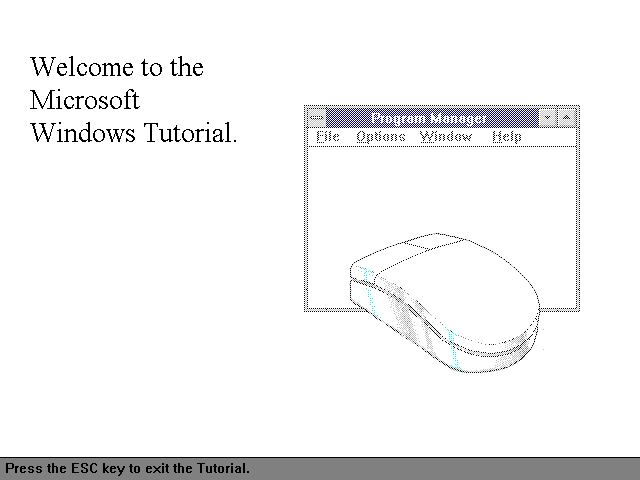 Welcome to the
Microsoft
Windows Tutorial.
Program Manager
File Options Window Help
Press the ESC key to exit the Tutorial.